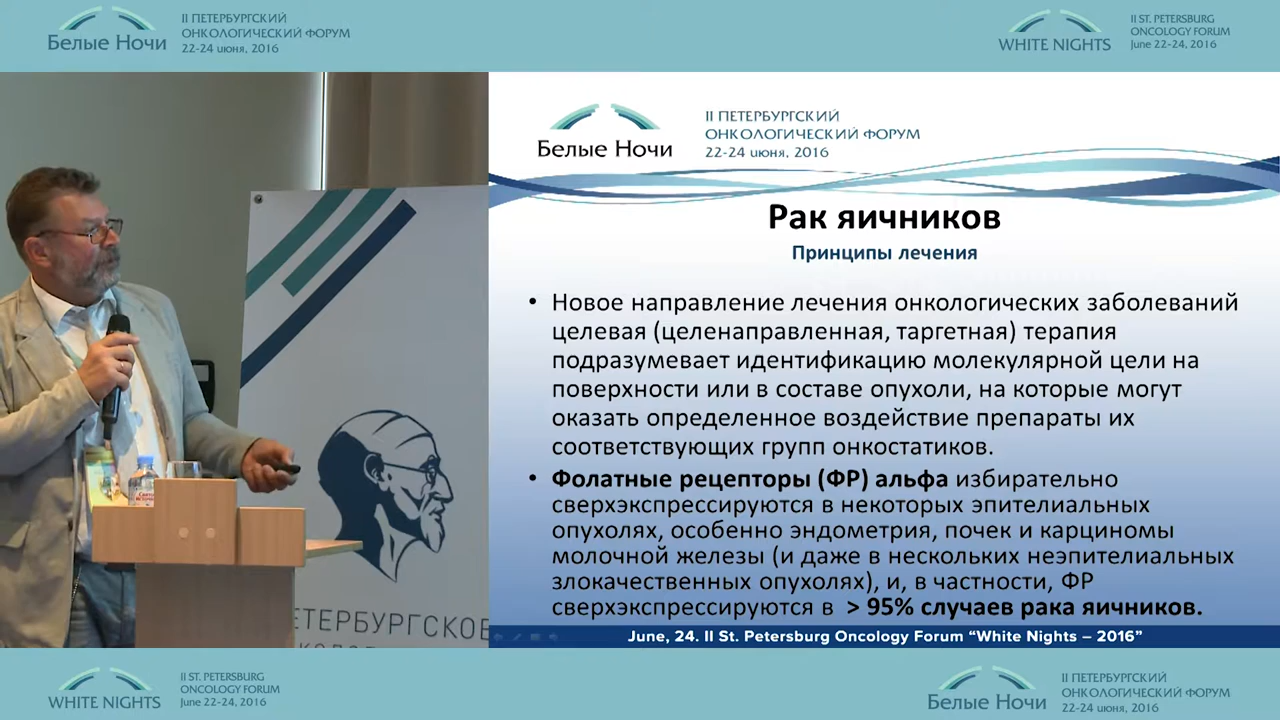 Белые Ночи
II ПЕТЕРБУРГСКИЙ
ОНКОЛОГИЧЕСКИЙ ФОРУМ
22-24 июня, 2016
WHITE NIGHTS
II ST. PETERSBURG
ONCOLOGY FORUM
June 22-24, 2016
Белые Ночи
II ПЕТЕРБУРГСКИЙ
ОНКОЛОГИЧЕСКИЙ ФОРУМ
22-24 июня, 2016
Рак яичников
Принципы лечения
• Новое направление лечения онкологических заболеваний
целевая (целенаправленная, таргетная) терапия
подразумевает идентификацию молекулярной цели на
поверхности или в составе опухоли, на которые могут
оказать определенное воздействие препараты их
соответствующих групп онкостатиков.
• Фолатные рецепторы (ФР) альфа избирательно
сверхэкспрессируются в некоторых эпителиальных
опухолях, особенно эндометрия, почек и карциномы
молочной железы (и даже в нескольких неэпителиальных
злокачественных опухолях), и, в частности, ФР
сверхэкспрессируются в > 95% случаев рака яичников.
June, 24. II St. Petersburg Oncology Forum “White Nights – 2016”
ЕТЕРБУРГСКОЕ
WHITE NIGHTS
II ST. PETERSBURG
ONCOLOGY FORUM
June 22-24, 2016
Белые Ночи
II ПЕТЕРБУРГСКИЙ
ОНКОЛОГИЧЕСКИЙ ФОРУМ
22-24 июня, 2016